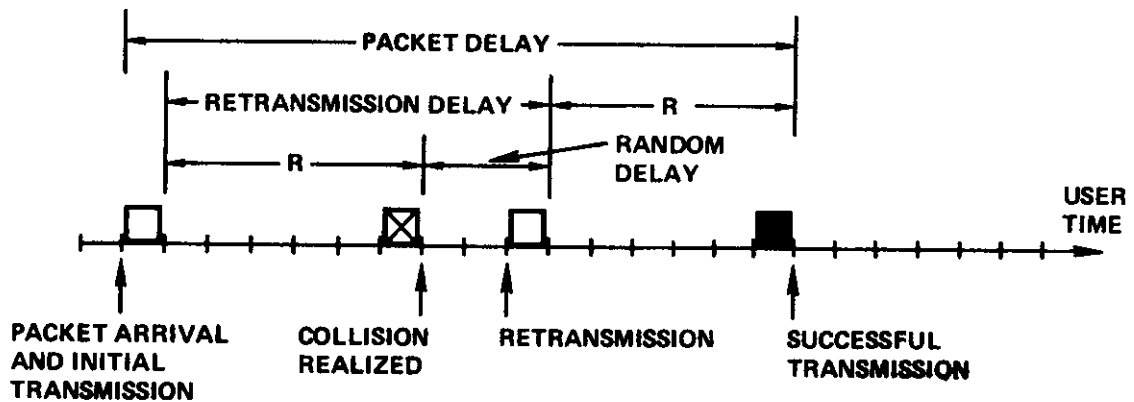 PACKET DELAY
RETRANSMISSION DELAY
R
R
RANDOM
DELAY
USER
TIME
PACKET ARRIVAL
AND INITIAL
TRANSMISSION
COLLISION
REALIZED
RETRANSMISSION
SUCCESSFUL
TRANSMISSION